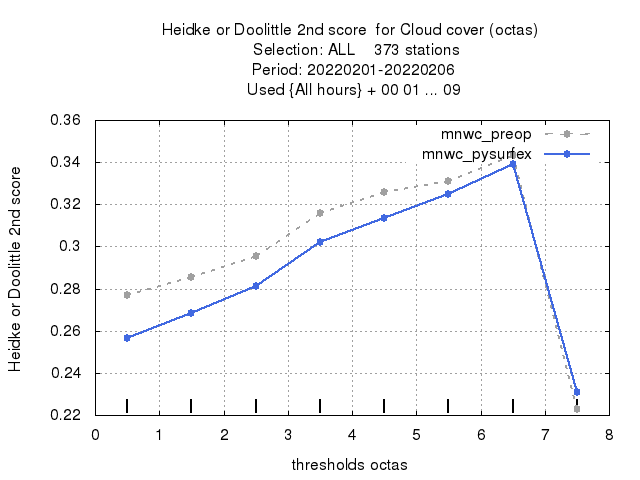 Heidke or Doolittle 2nd score  for Cloud cover (octas)
Selection: ALL    373 stations
Period: 20220201-20220206
Used {All hours} + 00 01 ... 09
mnwc_preop
mnwc_pysurfex
Heidke or Doolittle 2nd score
0.36
0.34
0.32
0.3
0.28
0.26
0.24
0.22
0 1 2 3 4 5 6 7 8
thresholds octas